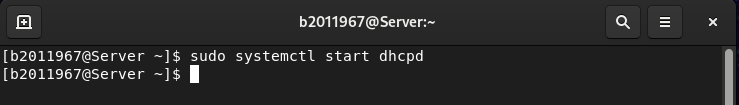 b2011967@Server:~
[b2011967@Server ~]$ sudo systemctl start dhcpd
[b2011967@Server ~]$